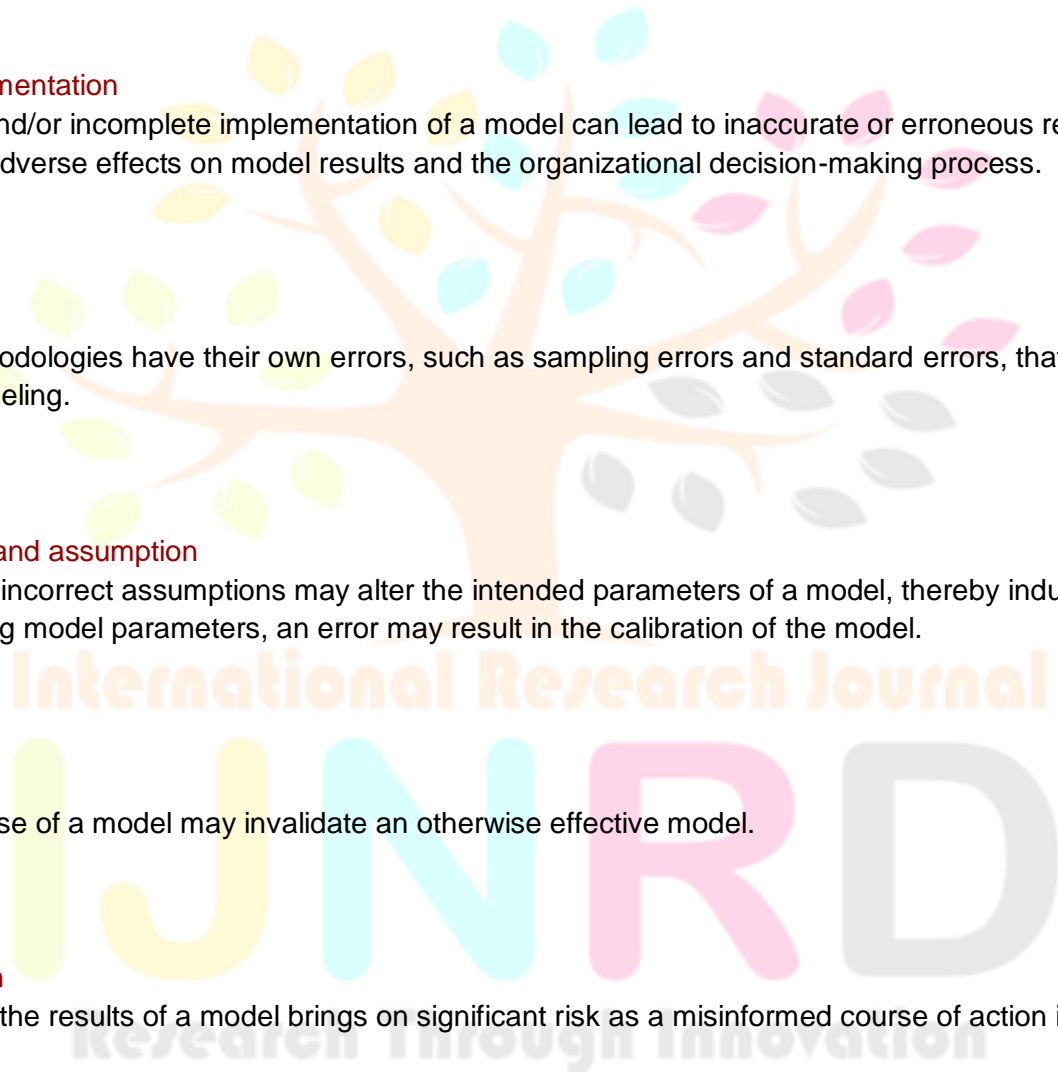 mentation
nd/or incomplete implementation of a model can lead to inaccurate or erroneous re
dverse effects on model results and the organizational decision-making process.
odologies have their own errors, such as sampling errors and standard errors, that
eling.
and assumption
incorrect assumptions may alter the intended parameters of a model, thereby indu
g model parameters, an error may result in the calibration of the model.
International Research Journal
IJNRD
se of a model may invalidate an otherwise effective model.
n
the results of a model brings on significant risk as a misinformed course of action i
Research Through Innovation